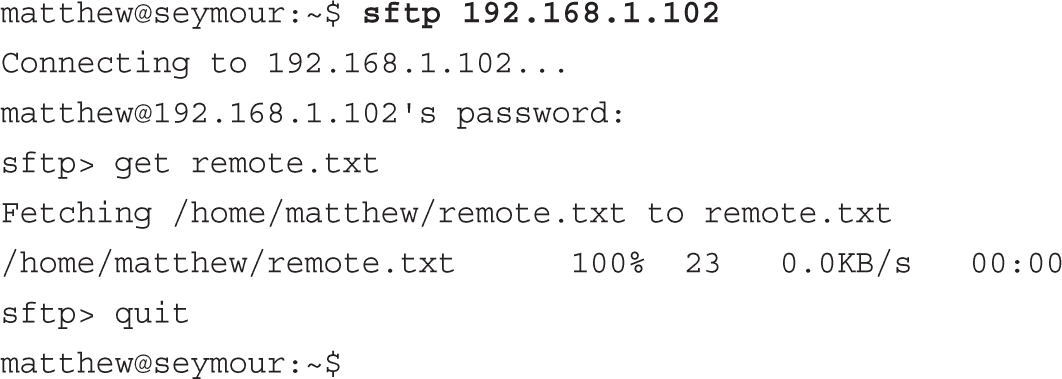 matthew@seymour:~$ sftp 192.168.1.102
Connecting to 192.168.1.102...
matthew@192.168.1.102's password:
sftp> get remote.txt
Fetching /home/matthew/remote.txt to remote.txt
/home/matthew/remote.txt 100% 23 0.0KB/s 00:00
sftp> quit
matthew@seymour:~$